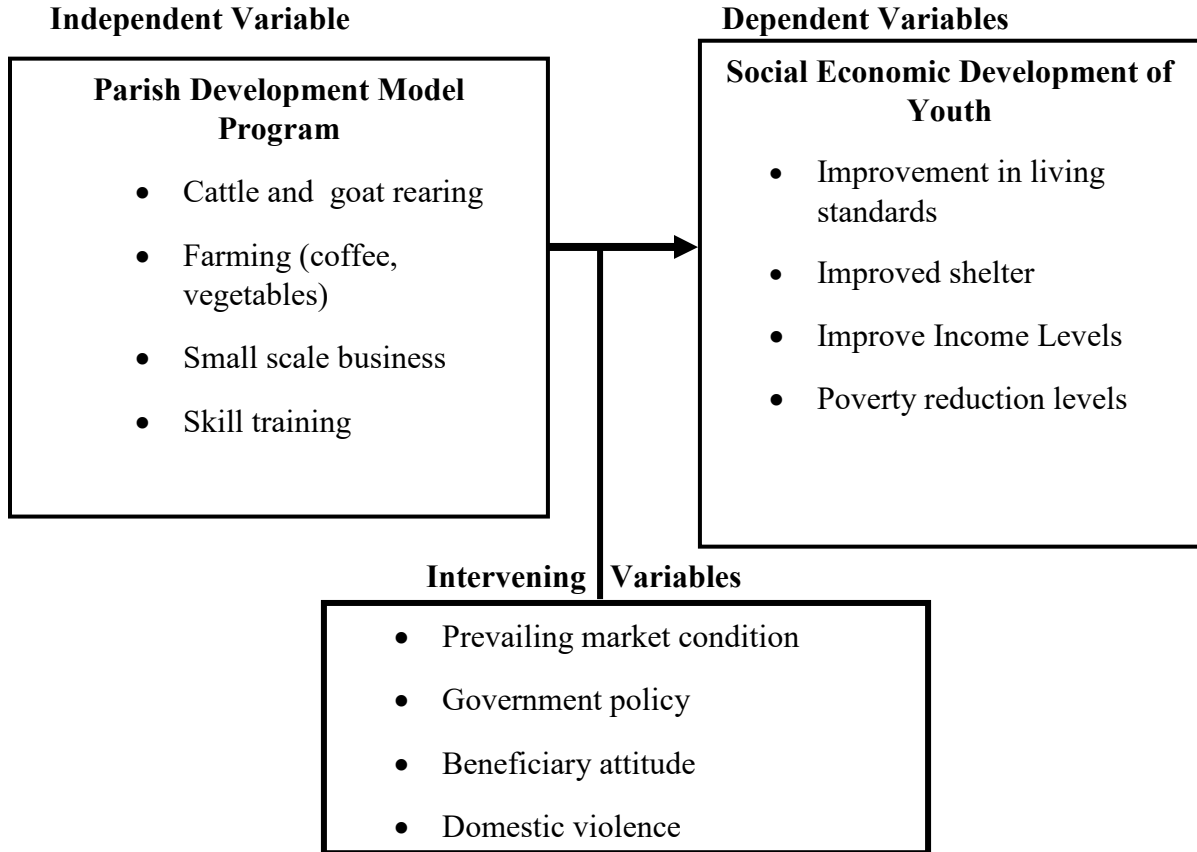 Independent Variable
Parish Development Model
Program
• Cattle and goat rearing
• Farming (coffee,
vegetables)
• Small scale business
• Skill training
Dependent Variables
Social Economic Development of
Youth
• Improvement in living
standards
• Improved shelter
• Improve Income Levels
• Poverty reduction levels
Intervening Variables
• Prevailing market condition
• Government policy
• Beneficiary attitude
• Domestic violence